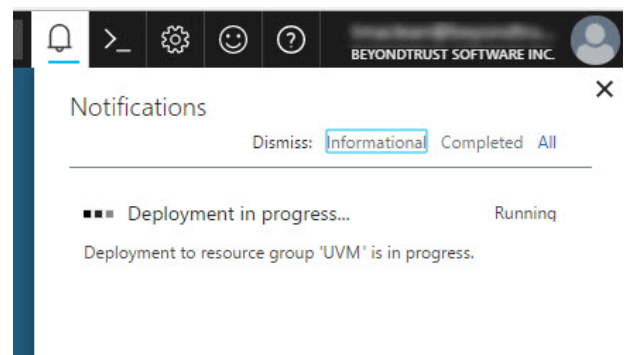 BEYONDTRUST SOFTWARE INC.
Notifications
Dismiss: Informational Completed All
Deployment in progress... Running
Deployment to resource group 'UVM' is in progress.